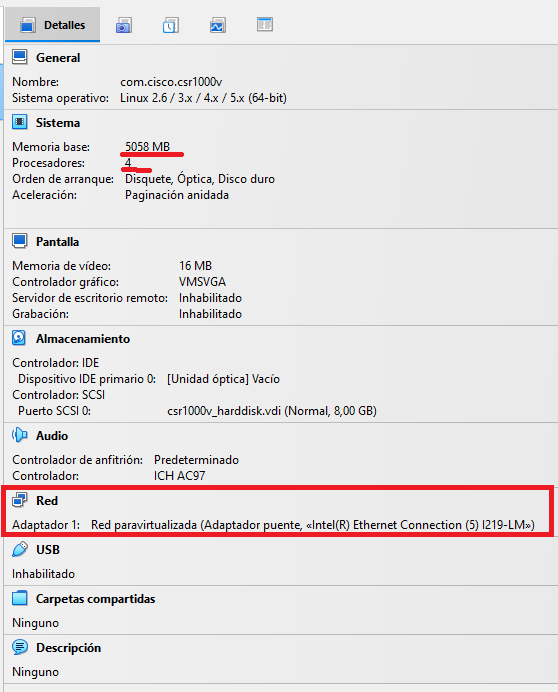 Detalles
General
Nombre: com.cisco.csr1000v
Sistema operativo: Linux 2.6 / 3.x / 4.x / 5.x (64-bit)
Sistema
Memoria base: 5058 MB
Procesadores: 4
Orden de arranque: Disquete, Óptica, Disco duro
Aceleración: Paginación anidada
Pantalla
Memoria de vídeo: 16 MB
Controlador gráfico: VMSVGA
Servidor de escritorio remoto: Inhabilitado
Grabación: Inhabilitado
Almacenamiento
Controlador: IDE
Dispositivo IDE primario 0: [Unidad óptica] Vacío
Controlador: SCSI
Puerto SCSI 0: csr1000v_harddisk.vdi (Normal, 8,00 GB)
Audio
Controlador de anfitrión: Predeterminado
Controlador: ICH AC97
Red
Adaptador 1: Red paravirtualizada (Adaptador puente, «Intel(R) Ethernet Connection (5) I219-LM»)
USB
Inhabilitado
Carpetas compartidas
Ninguno
Descripción
Ninguno